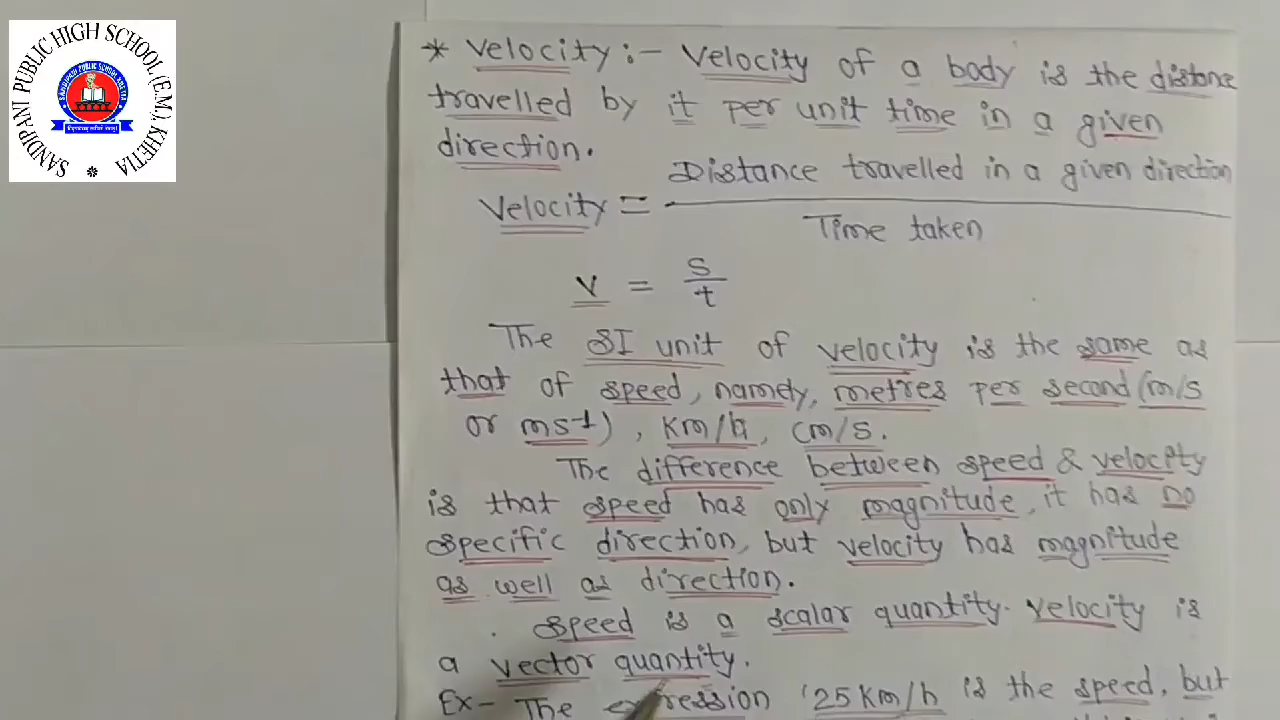 SANDIPANI PUBLIC HIGH SCHOOL (E.M.), KHETIA
* Velocity :- Velocity of a body is the distance
travelled by it per unit time in a given
direction.
Distance travelled in a given direction
Velocity =
Time taken
V = s/t
The SI unit of velocity is the same as
that of speed, namely, metres per second (m/s
or ms-1), km/h, cm/s.
The difference between speed & velocity
is that speed has only magnitude, it has no
specific direction, but velocity has magnitude
as well as direction.
Speed is a scalar quantity. Velocity is
a vector quantity.
Ex- The expression '25 km/h is the speed, but